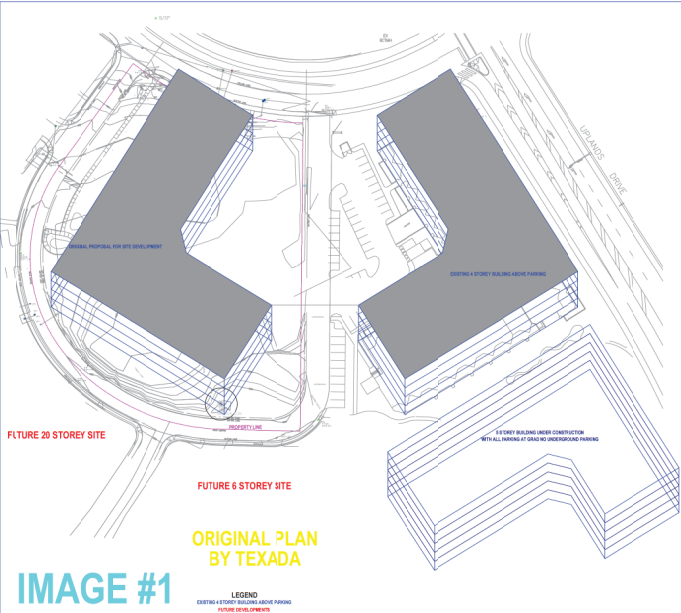 UPLANDS DRIVE
ORIGINAL PROPOSAL FOR SITE DEVELOPMENT
EXISTING 4 STOREY BUILDING ABOVE PARKING
PROPERTY LINE
FUTURE 20 STOREY SITE
5 STOREY BUILDING UNDER CONSTRUCTION
WITH ALL PARKING AT GRAD NO UNDERGROUND PARKING
FUTURE 6 STOREY SITE
ORIGINAL PLAN
BY TEXADA
IMAGE #1
LEGEND
EXISTING 4 STOREY BUILDING ABOVE PARKING
FUTURE DEVELOPMENTS